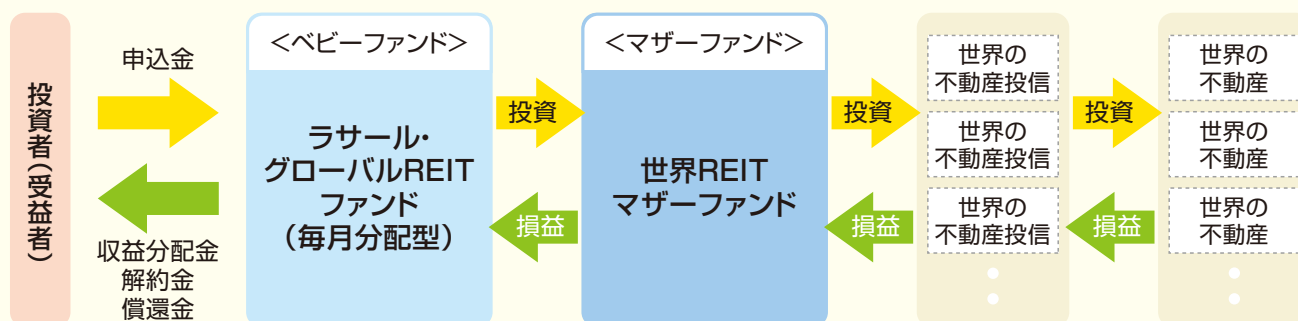 投資者（受益者）
申込金
収益分配金
解約金
償還金
＜ベビーファンド＞
ラサール・
グローバルREIT
ファンド
（毎月分配型）
投資
損益
＜マザーファンド＞
世界REIT
マザーファンド
投資
損益
世界の
不動産投信
世界の
不動産投信
世界の
不動産投信
投資
損益
世界の
不動産
世界の
不動産
世界の
不動産